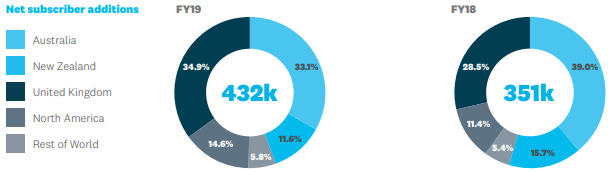 Net subscriber additions
FY19
FY18
Australia
New Zealand
United Kingdom
North America
Rest of World
34.9%
33.1%
432k
14.6%
11.6%
5.8%
28.5%
39.0%
351k
11.4%
5.4%
15.7%